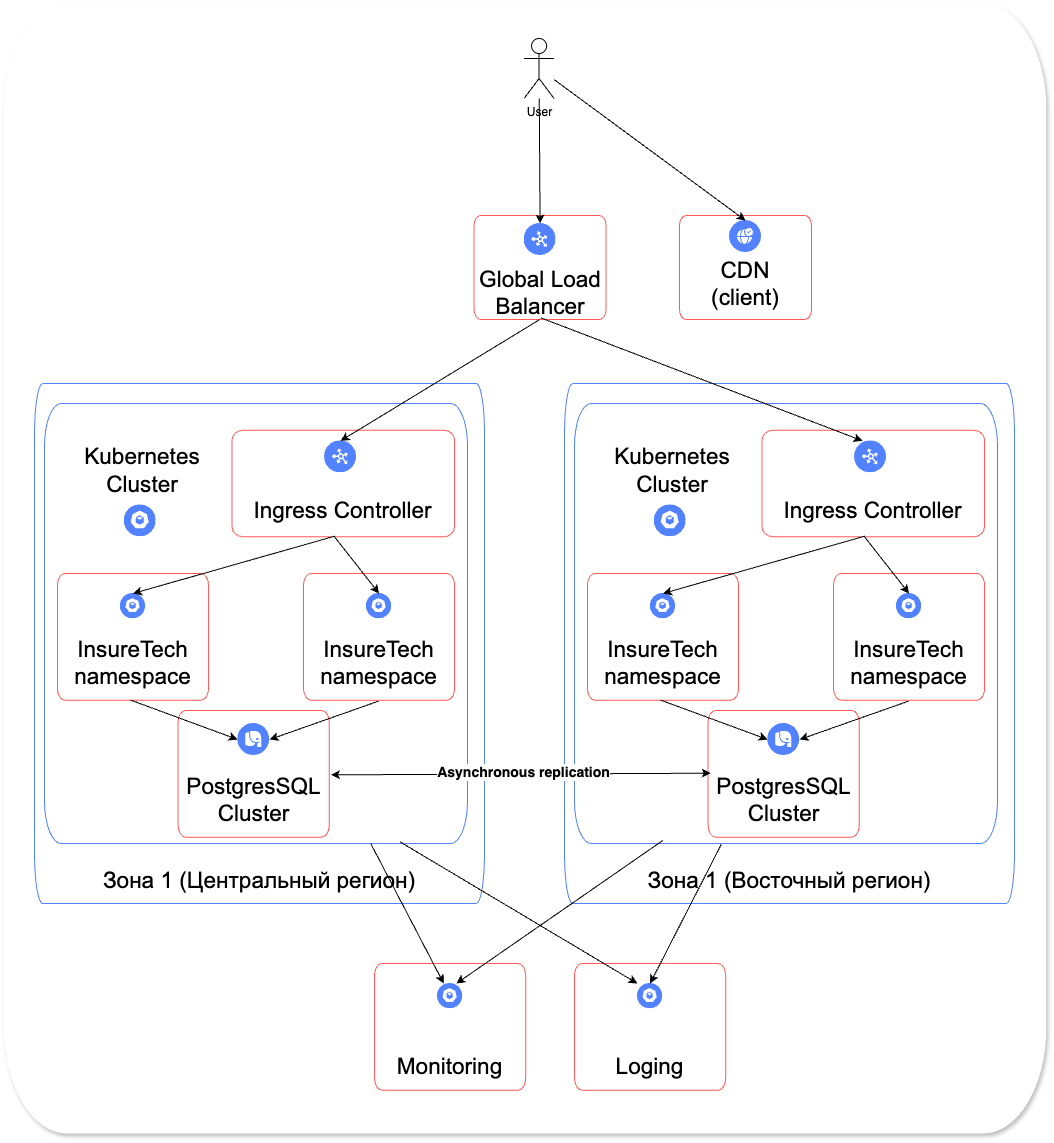 User
Global Load
Balancer
CDN
(client)
Kubernetes
Cluster
Ingress Controller
InsureTech
namespace
InsureTech
namespace
PostgresSQL
Cluster
Зона 1 (Центральный регион)
Asynchronous replication
Kubernetes
Cluster
Ingress Controller
InsureTech
namespace
InsureTech
namespace
PostgresSQL
Cluster
Зона 1 (Восточный регион)
Monitoring
Loging